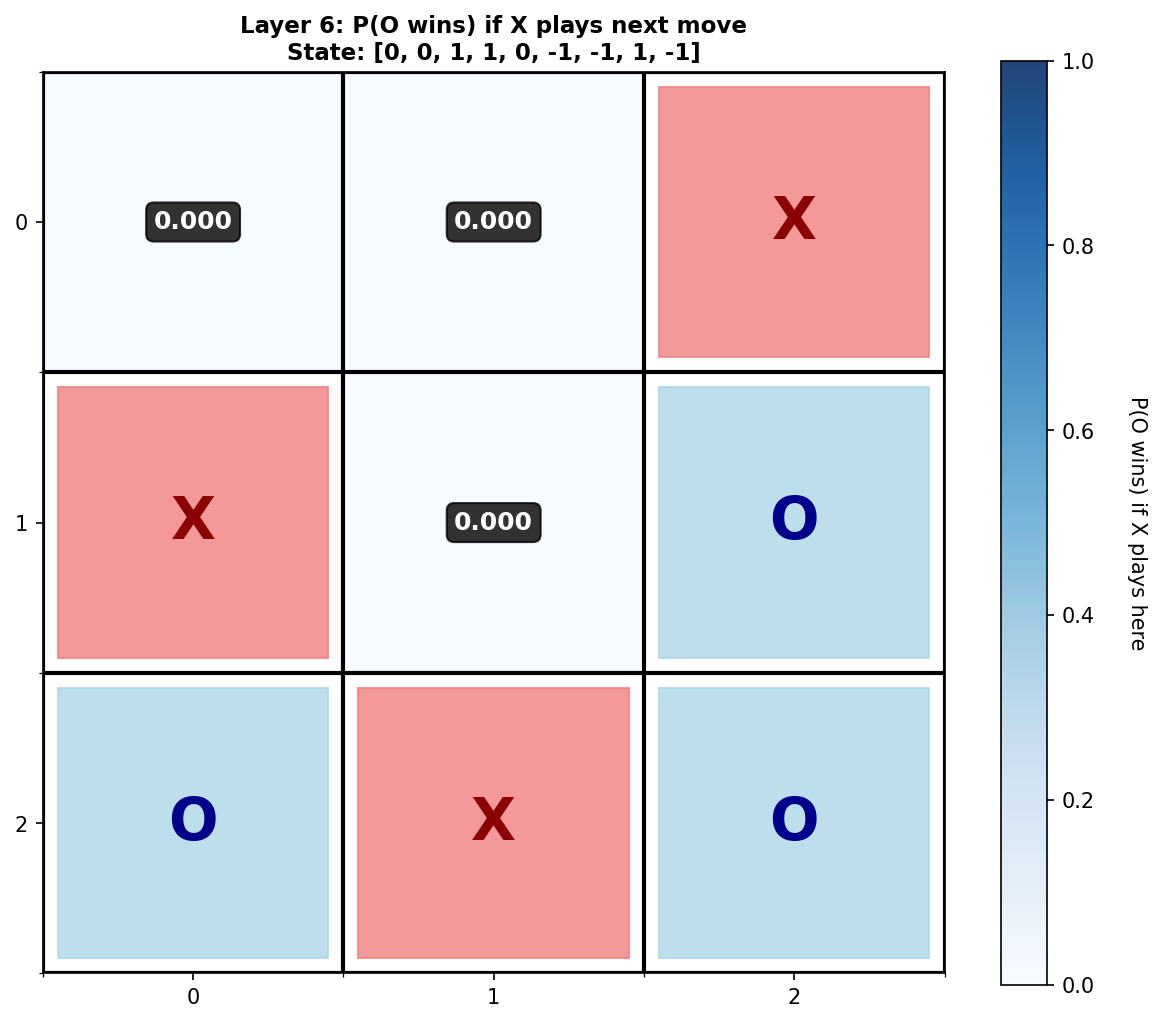 Layer 6: P(O wins) if X plays next move
State: [0, 0, 1, 1, 0, -1, -1, 1, -1]
0
0.000
0.000
X
1
X
0.000
O
2
O
X
O
0
1
2
1.0
0.8
0.6
0.4
0.2
0.0
P(O wins) if X plays here